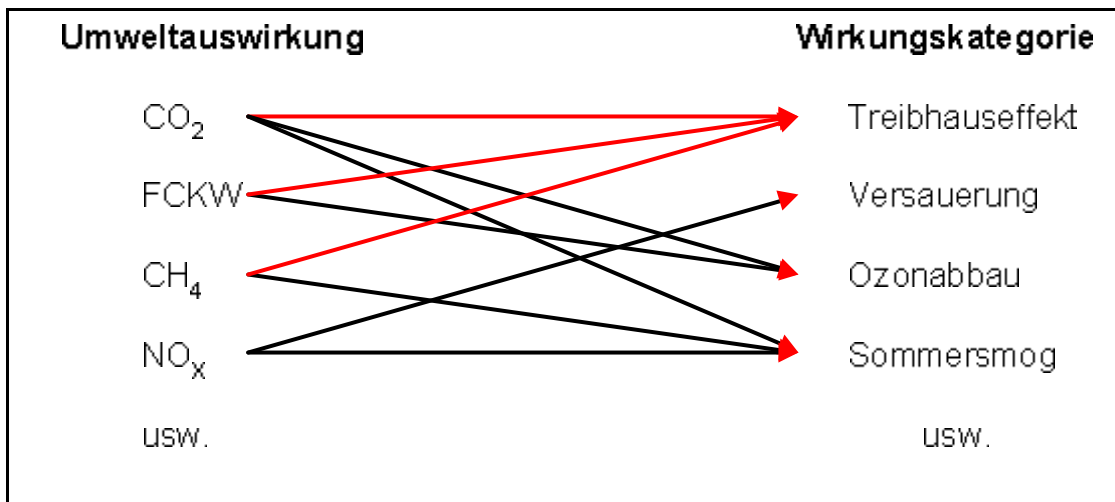 Umweltauswirkung Wirkungskategorie
CO₂ Treibhauseffekt
FCKW Versauerung
CH₄ Ozonabbau
NOₓ Sommersmog
usw. usw.